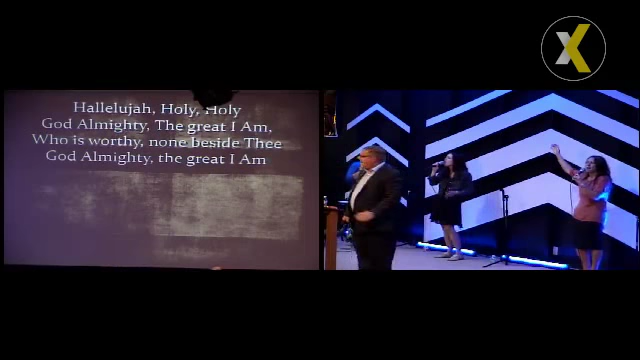 Hallelujah, Holy, Holy
God Almighty, The great I Am,
Who is worthy, none beside Thee
God Almighty, the great I Am